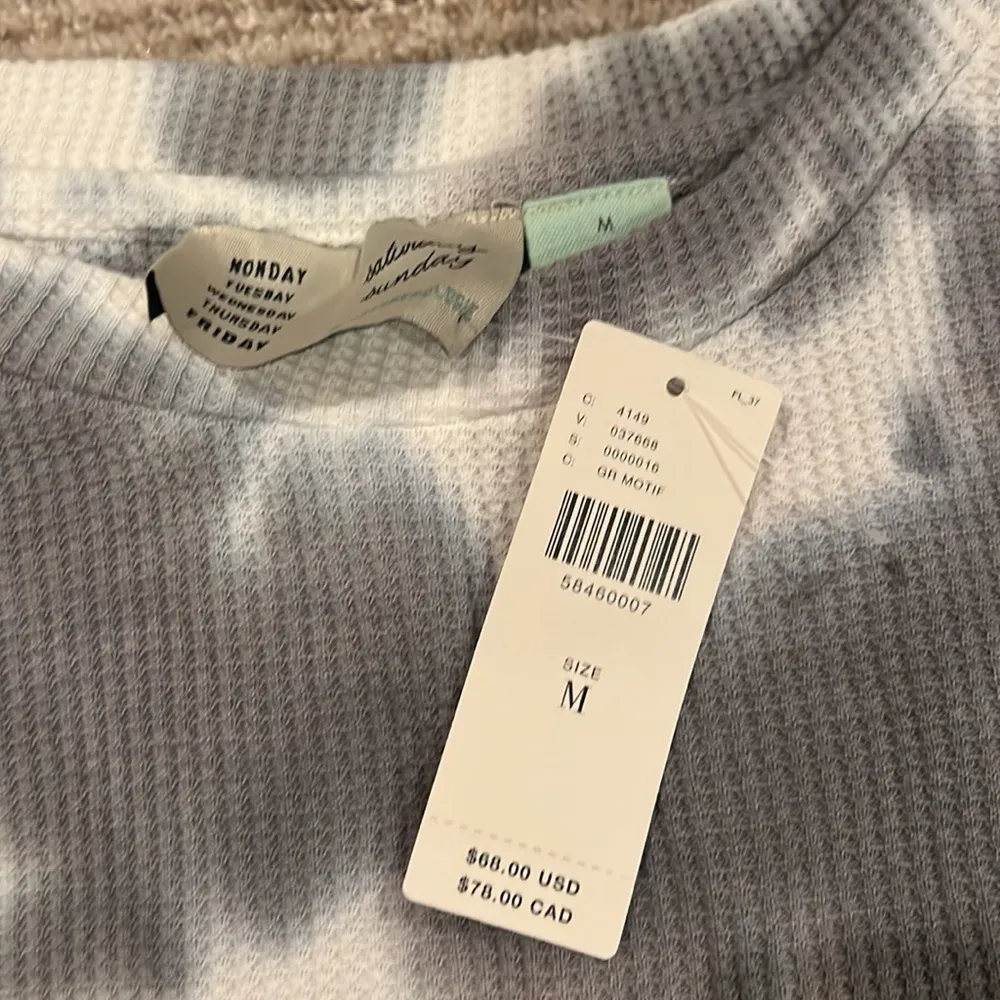 MONDAY
TUESDAY
WEDNESDAY
THURSDAY
FRIDAY
saturday
sunday
M
FL_37
C: 4149
V: 037668
S: 0000016
C: GR MOTIF
58460007
SIZE
M
$68.00 USD
$78.00 CAD